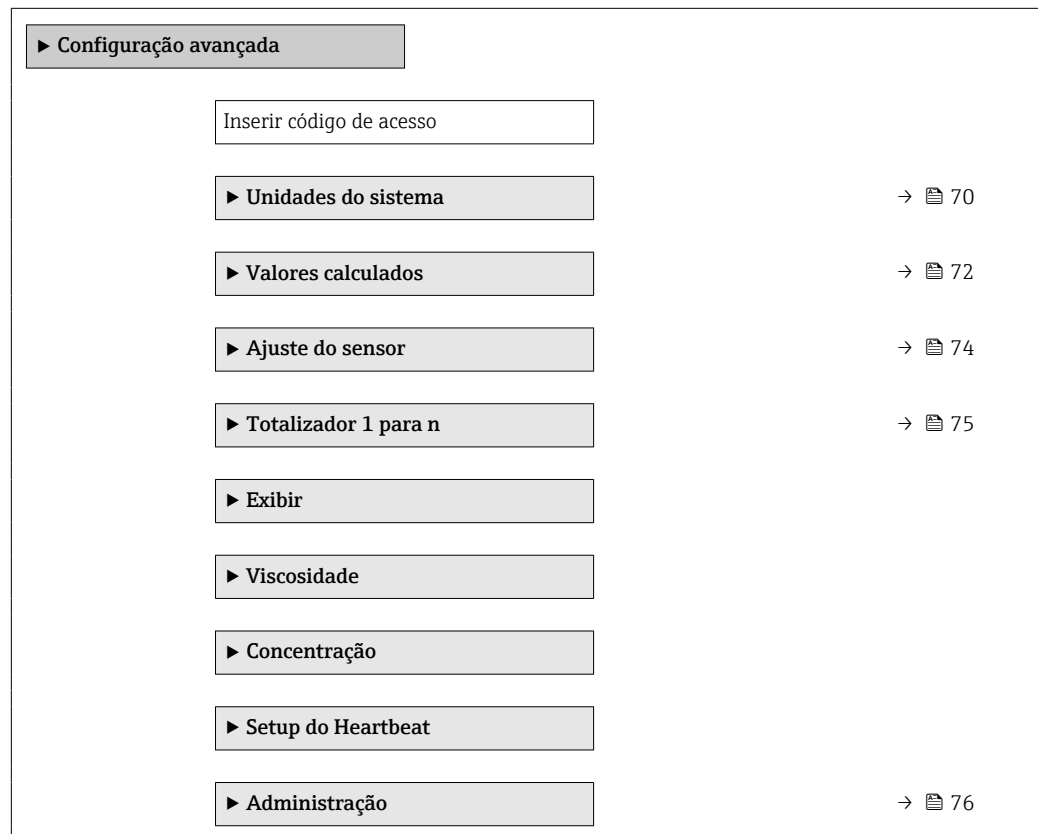 ▶ Configuração avançada
Inserir código de acesso
▶ Unidades do sistema → 70
▶ Valores calculados → 72
▶ Ajuste do sensor → 74
▶ Totalizador 1 para n → 75
▶ Exibir
▶ Viscosidade
▶ Concentração
▶ Setup do Heartbeat
▶ Administração → 76